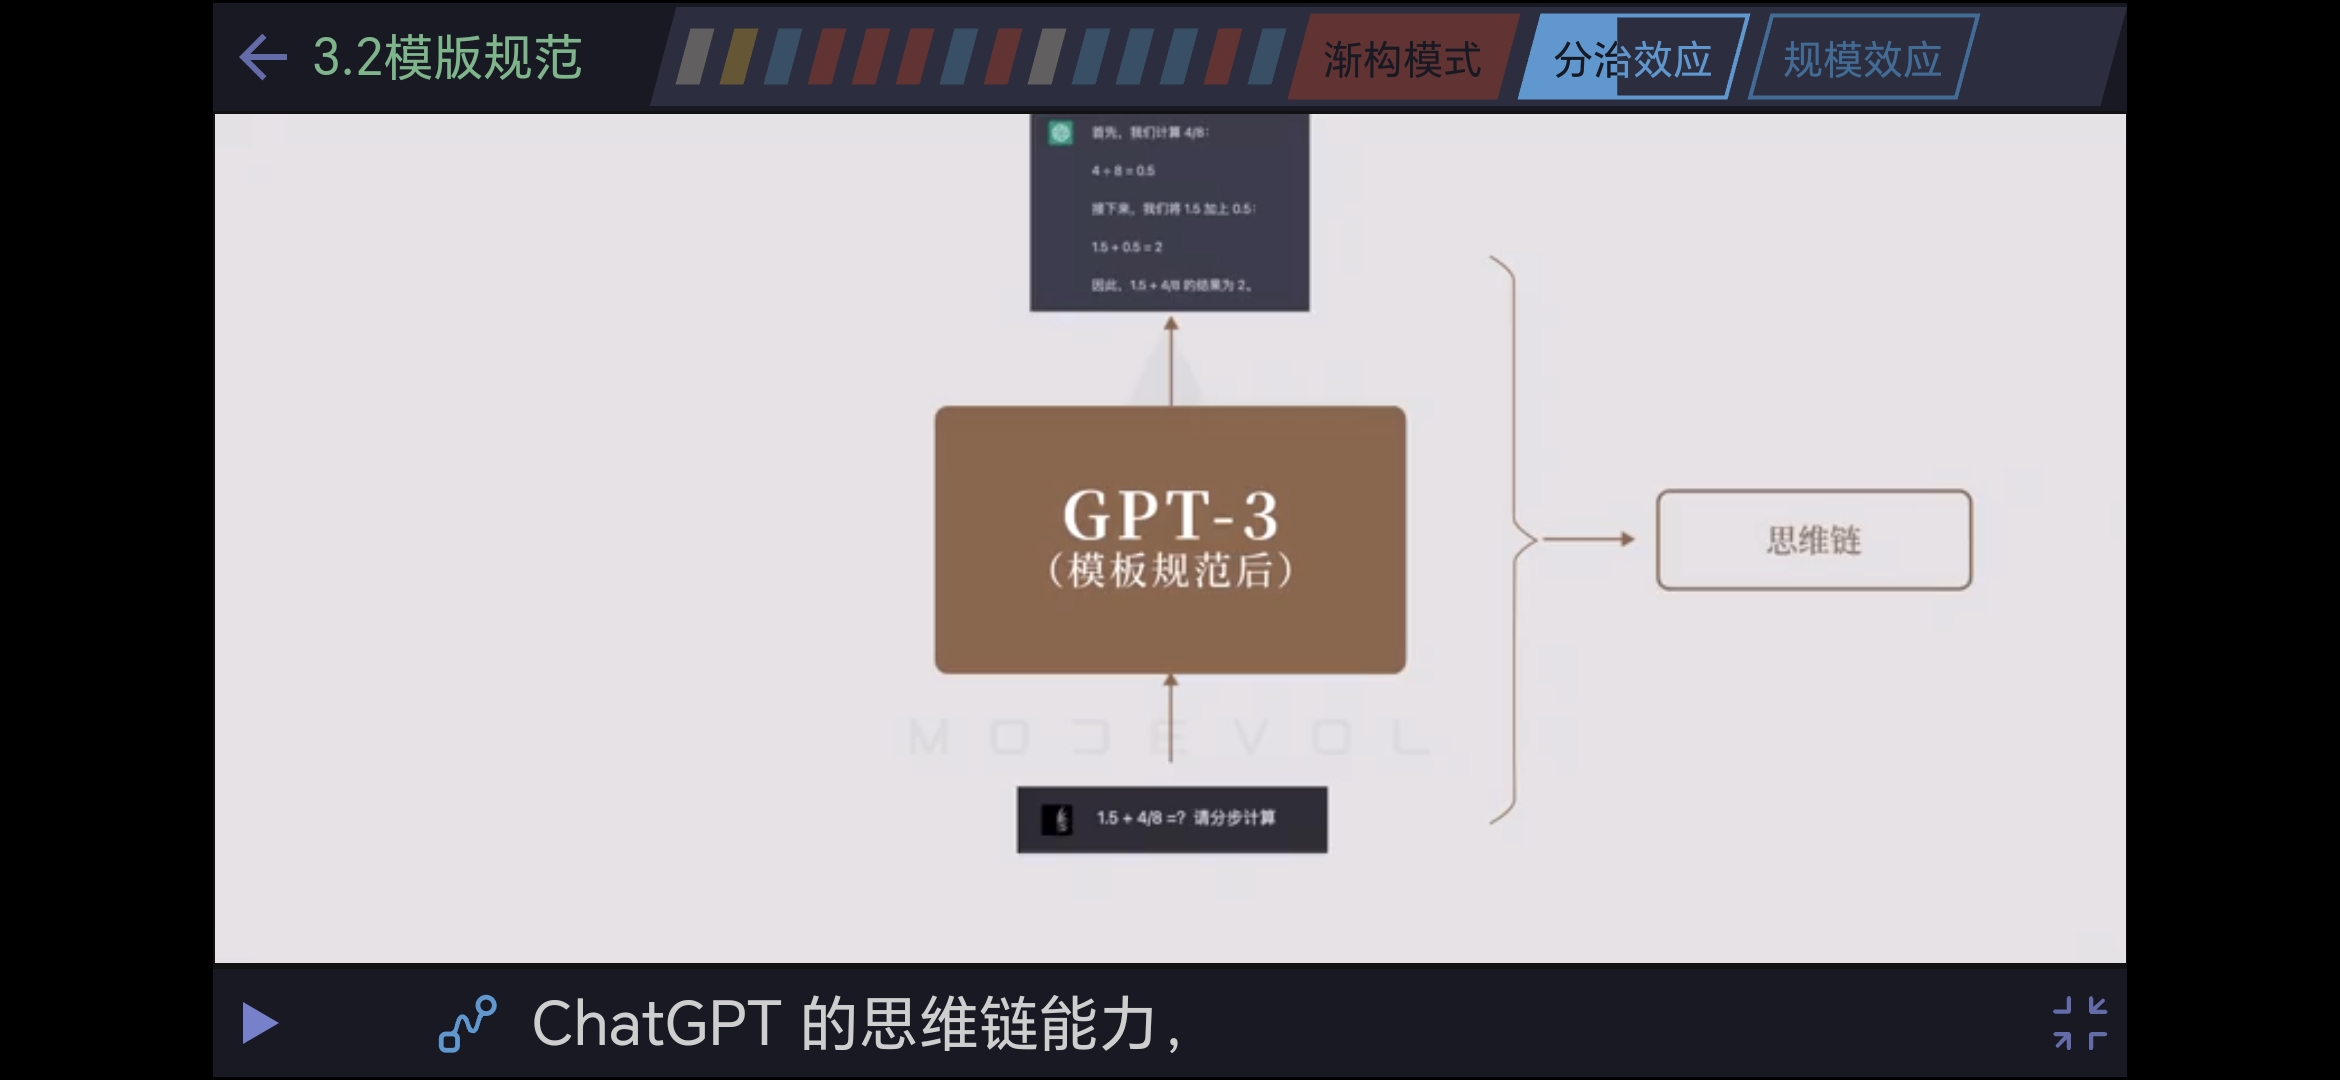 3.2模版规范
渐构模式
分治效应
规模效应
首先，我们计算 4/8：
4 ÷ 8 = 0.5
接下来，我们将 1.5 加上 0.5：
1.5 + 0.5 = 2
因此，1.5 + 4/8 的结果为 2。
GPT-3
（模板规范后）
思维链
MODEVOL
1.5 + 4/8 =？请分步计算
ChatGPT 的思维链能力，